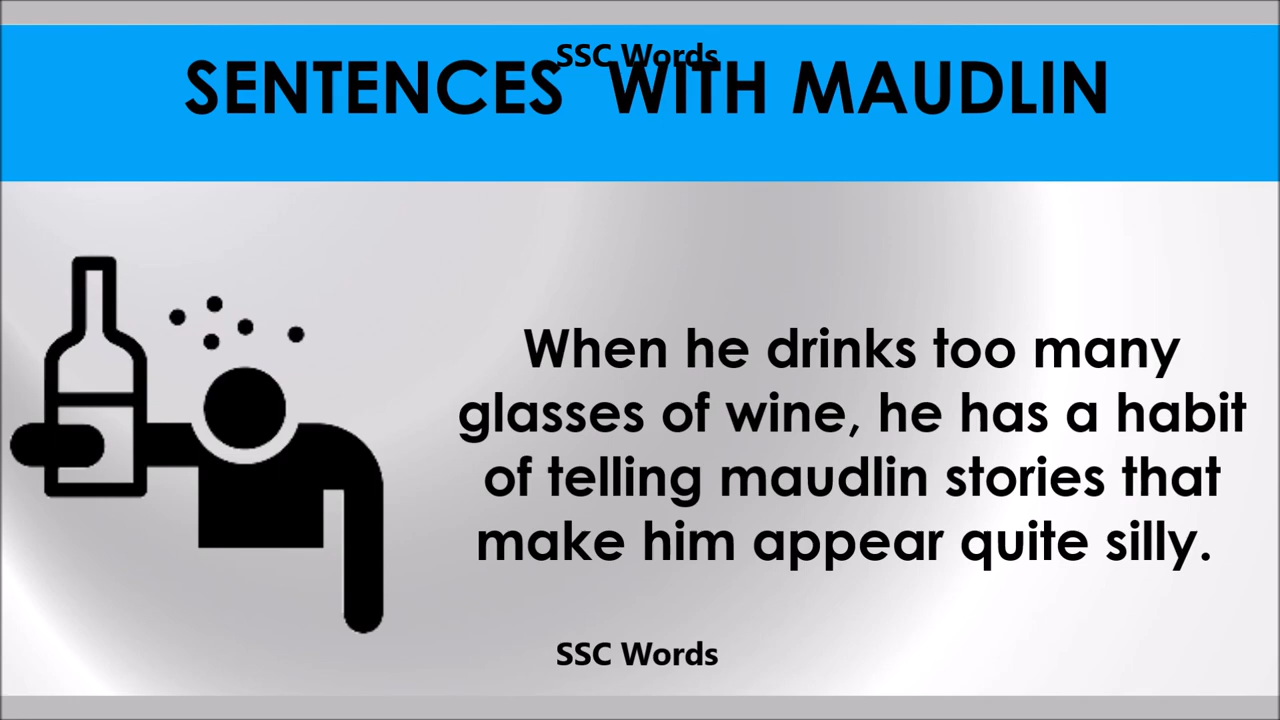 SSC Words
SENTENCES WITH MAUDLIN
When he drinks too many
glasses of wine, he has a habit
of telling maudlin stories that
make him appear quite silly.
SSC Words